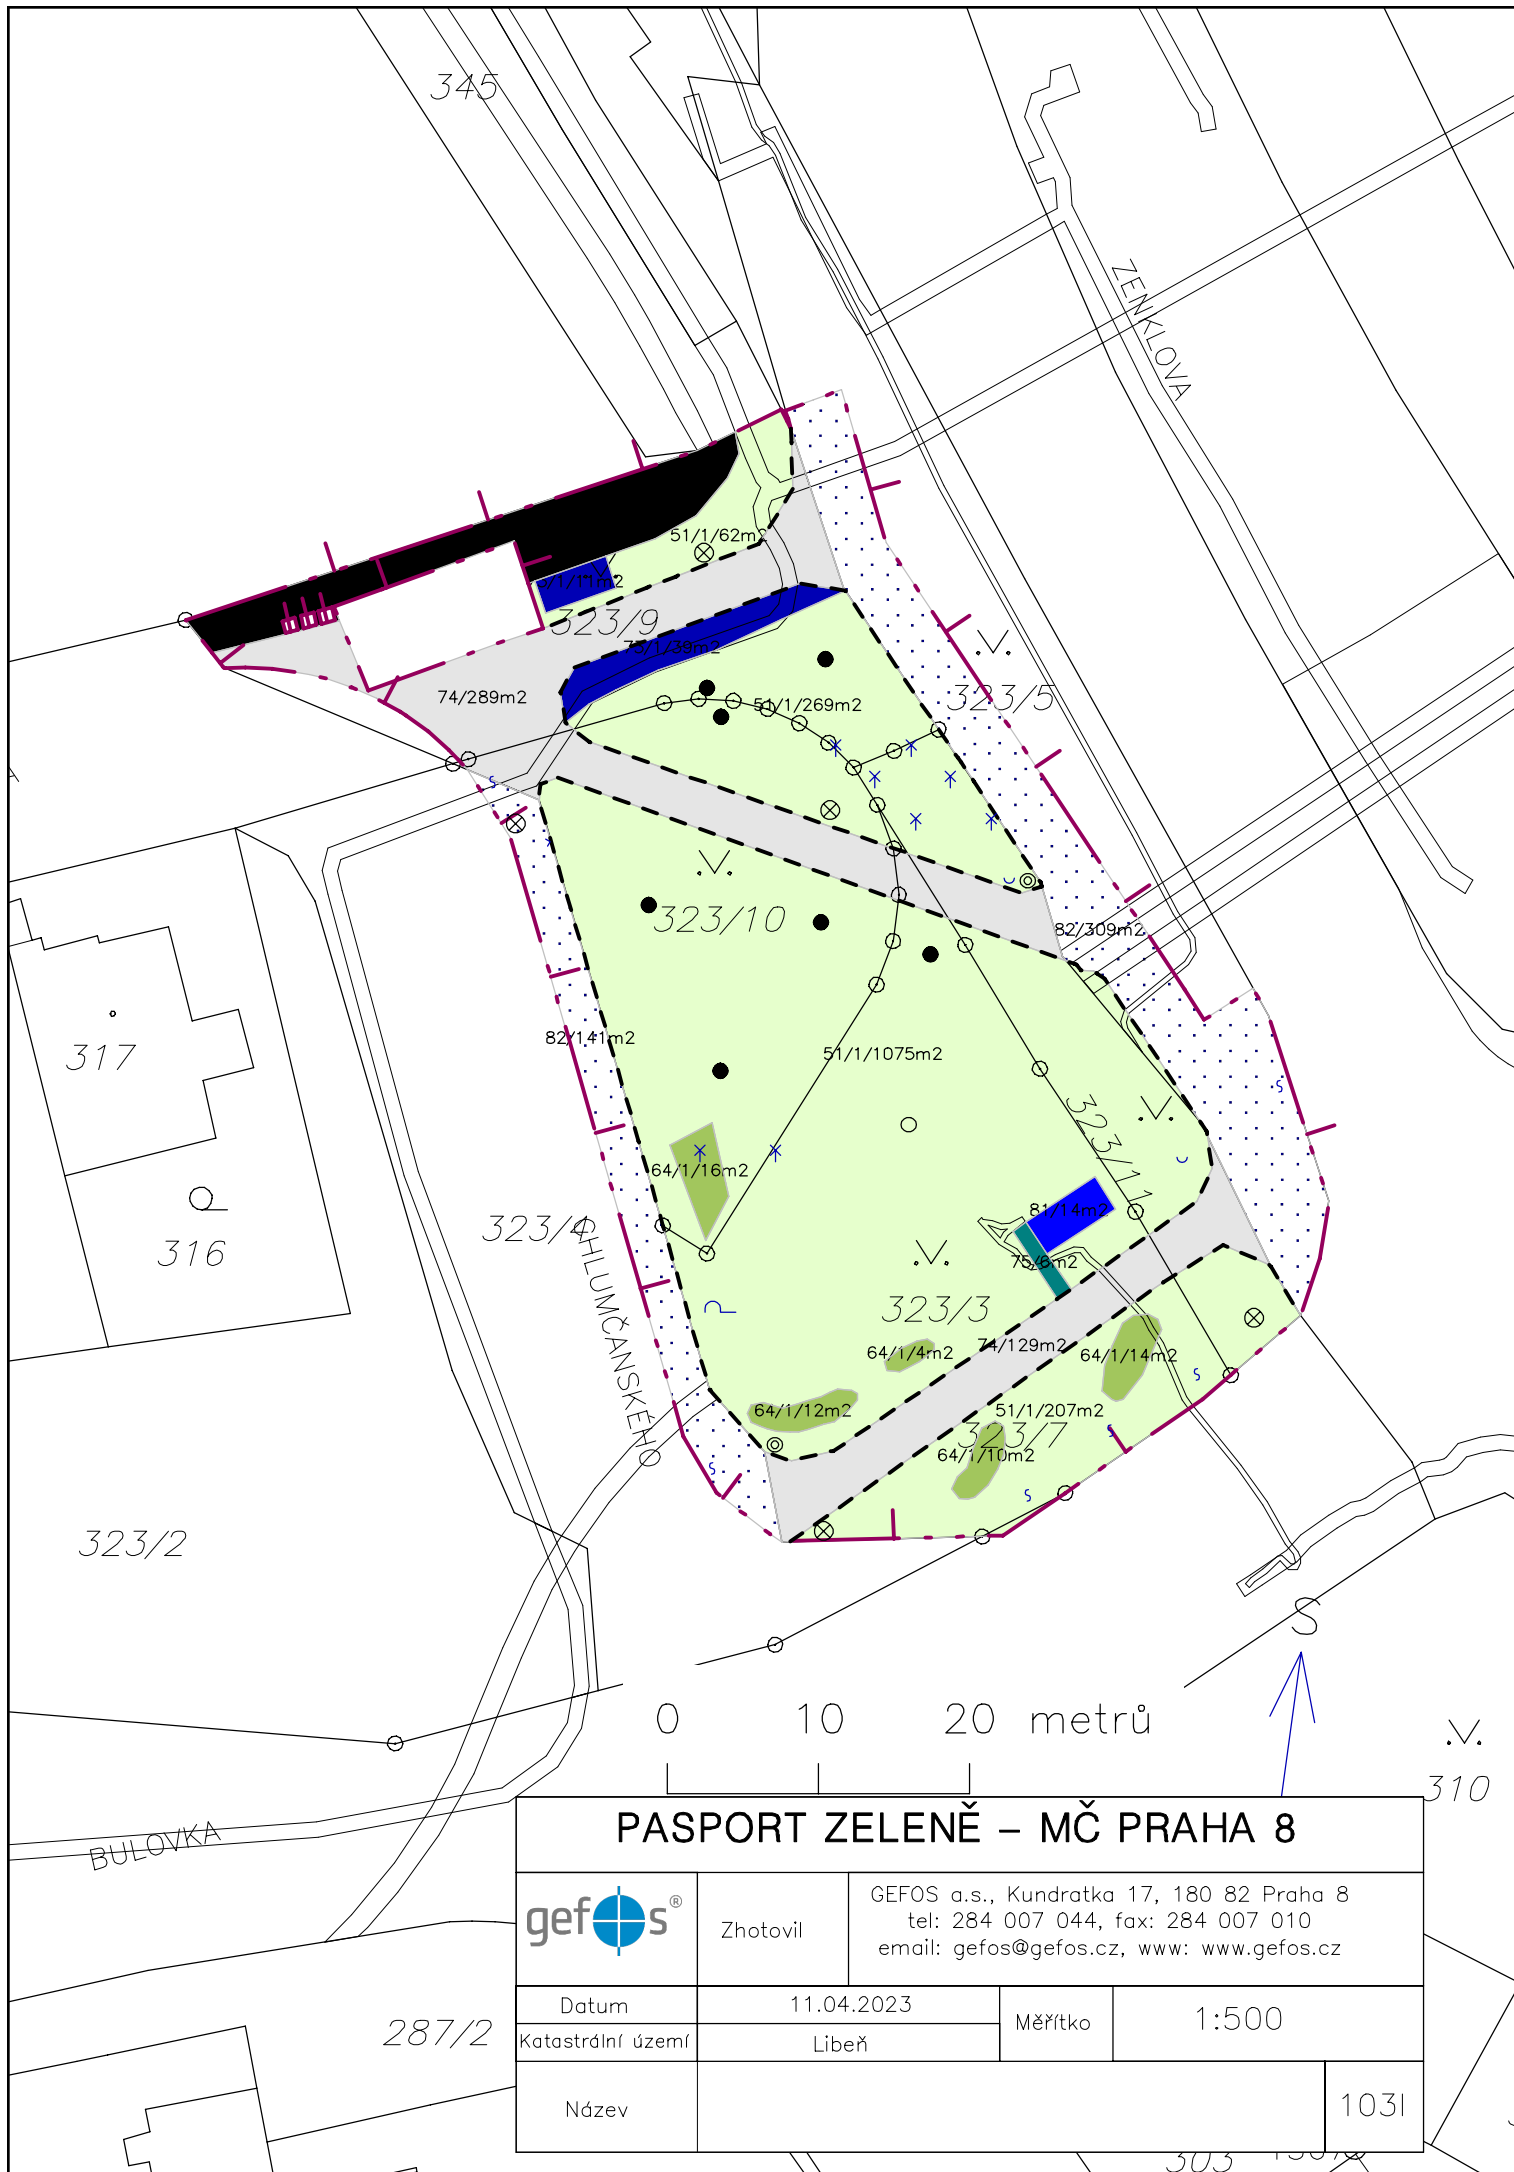 345
ZENKLOVA
51/1/62m2
323/9
74/289m2
51/1/269m2
323/5
323/10
82/309m2
317
82/141m2
51/1/1075m2
323/11
64/1/16m2
316
323/4
81/14m2
75/6m2
323/3
CHLUMČANSKÉHO
74/129m2
64/1/4m2
64/1/14m2
64/1/12m2
51/1/207m2
323/7
64/1/10m2
323/2
S
0 10 20 metrů
310
BULOVKA
PASPORT ZELENĚ – MČ PRAHA 8
gefos®
Zhotovil
GEFOS a.s., Kundratka 17, 180 82 Praha 8
tel: 284 007 044, fax: 284 007 010
email: gefos@gefos.cz, www: www.gefos.cz
Datum
11.04.2023
Měřítko
1:500
Katastrální území
Libeň
287/2
Název
103I
303